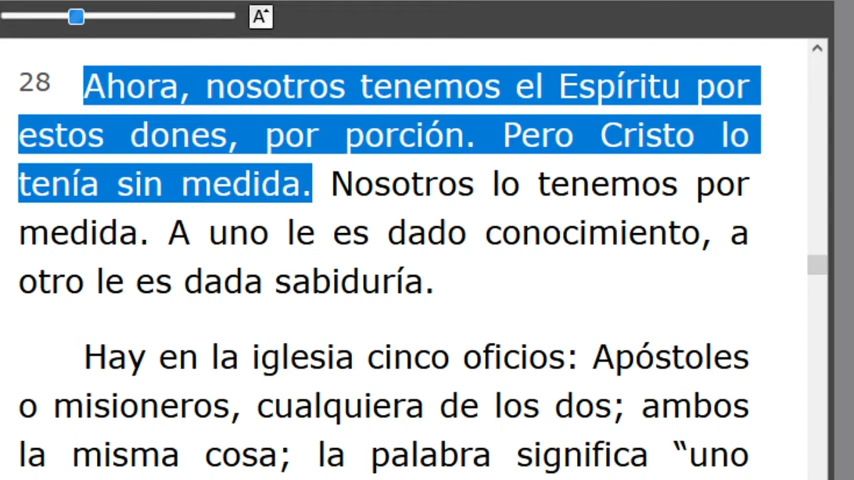 A
28 Ahora, nosotros tenemos el Espíritu por
estos dones, por porción. Pero Cristo lo
tenía sin medida. Nosotros lo tenemos por
medida. A uno le es dado conocimiento, a
otro le es dada sabiduría.
Hay en la iglesia cinco oficios: Apóstoles
o misioneros, cualquiera de los dos; ambos
la misma cosa; la palabra significa “uno